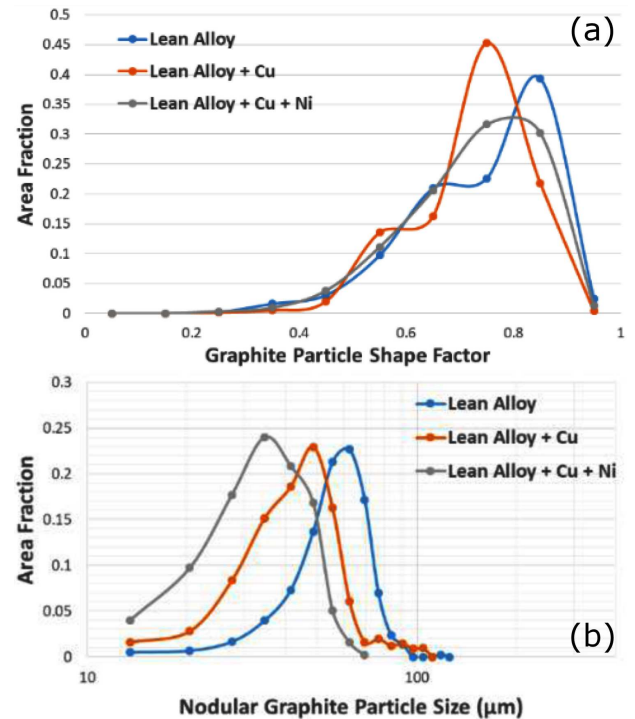 (a)
Lean Alloy
Lean Alloy + Cu
Lean Alloy + Cu + Ni
Area Fraction
0.5
0.45
0.4
0.35
0.3
0.25
0.2
0.15
0.1
0.05
0
0 0.2 0.4 0.6 0.8 1
Graphite Particle Shape Factor
Lean Alloy
Lean Alloy + Cu
Lean Alloy + Cu + Ni
Area Fraction
0.3
0.25
0.2
0.15
0.1
0.05
0
(b)
10 100
Nodular Graphite Particle Size (μm)